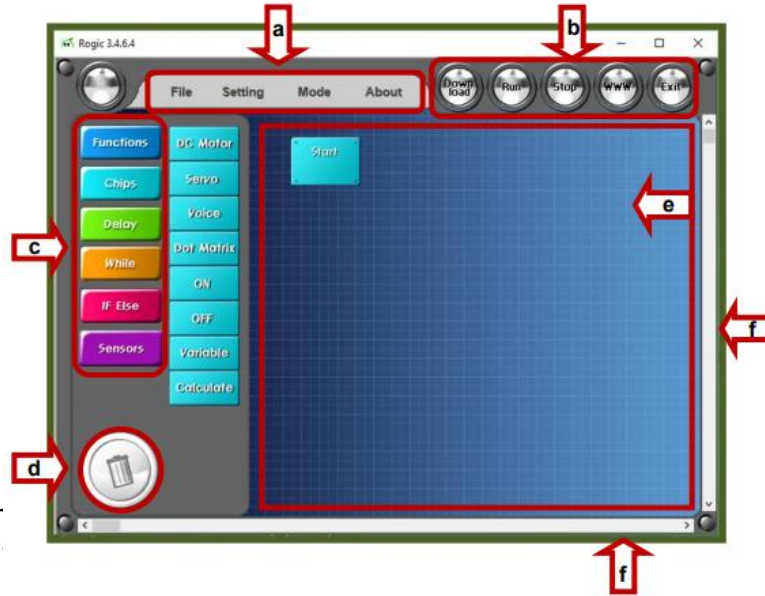 a
b
Rogic 3.4.6.4
File Setting Mode About
Down load Run Stop WWW Exit
Functions
Chips
Delay
While
IF Else
Sensors
DC Motor
Servo
Voice
Dot Matrix
ON
OFF
Variable
Calculate
Start
c
d
e
f
f